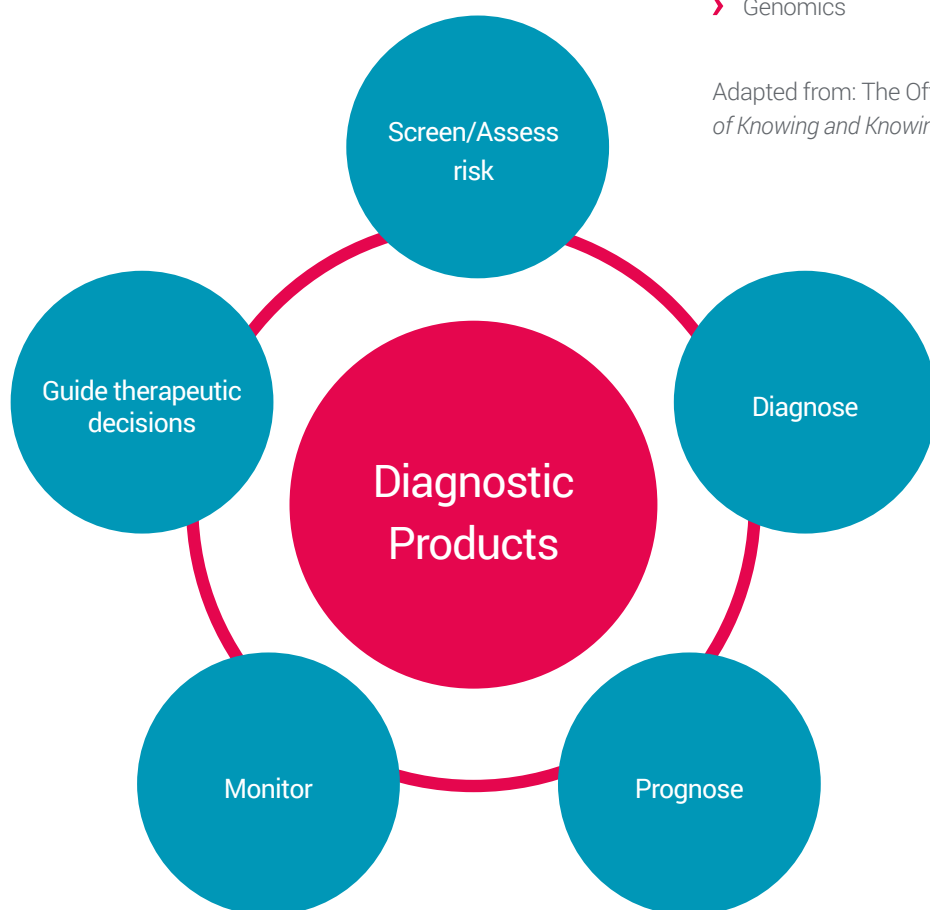 Genomics
Adapted from: The Of
of Knowing and Knowin
Screen/Assess
risk
Guide therapeutic
decisions
Diagnose
Diagnostic
Products
Monitor
Prognose